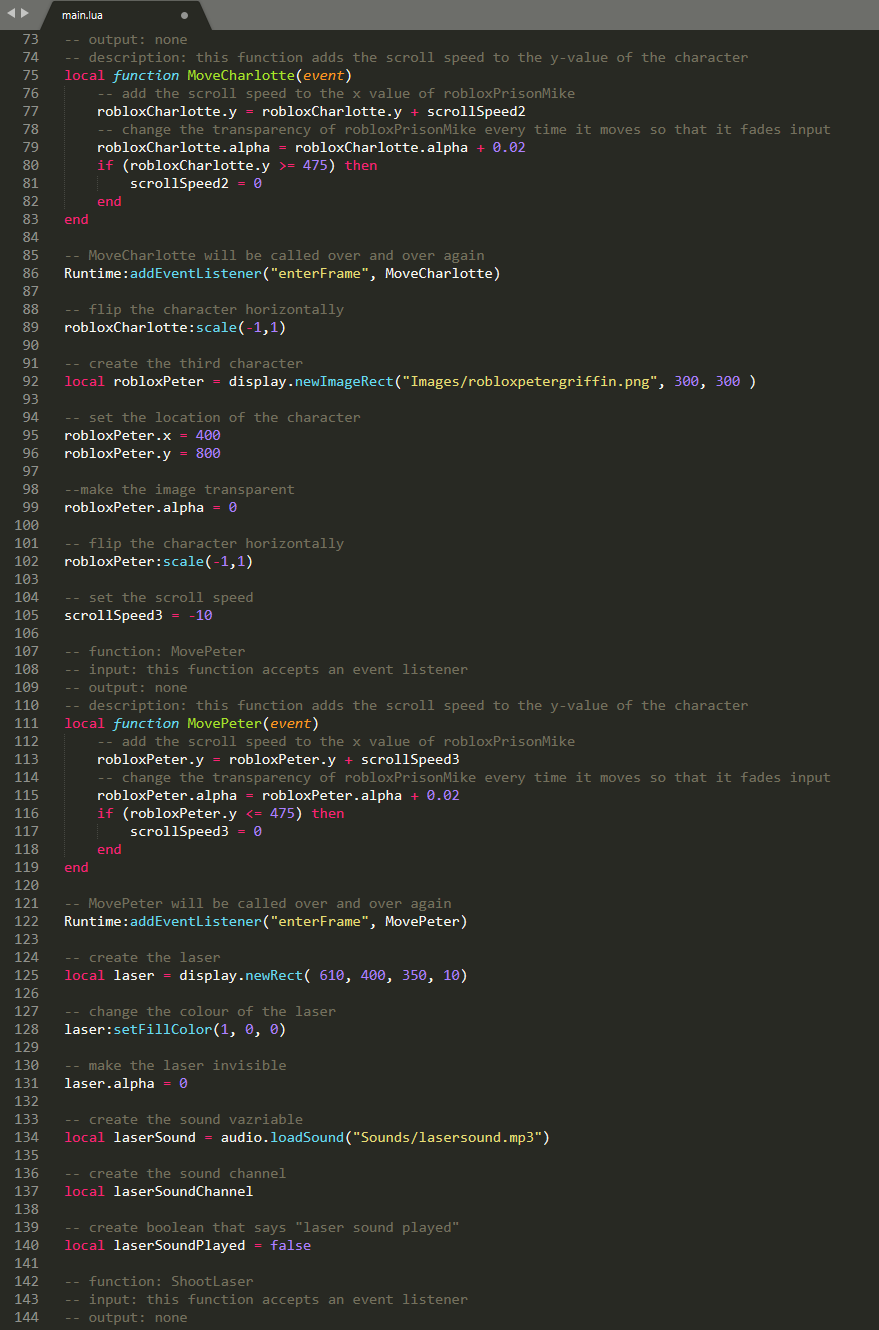 main.lua
73 -- output: none
74 -- description: this function adds the scroll speed to the y-value of the character
75 local function MoveCharlotte(event)
76     -- add the scroll speed to the x value of robloxPrisonMike
77     robloxCharlotte.y = robloxCharlotte.y + scrollSpeed2
78     -- change the transparency of robloxPrisonMike every time it moves so that it fades input
79     robloxCharlotte.alpha = robloxCharlotte.alpha + 0.02
80     if (robloxCharlotte.y >= 475) then
81         scrollSpeed2 = 0
82     end
83 end
84
85 -- MoveCharlotte will be called over and over again
86 Runtime:addEventListener("enterFrame", MoveCharlotte)
87
88 -- flip the character horizontally
89 robloxCharlotte:scale(-1,1)
90
91 -- create the third character
92 local robloxPeter = display.newImageRect("Images/robloxpetergriffin.png", 300, 300 )
93
94 -- set the location of the character
95 robloxPeter.x = 400
96 robloxPeter.y = 800
97
98 --make the image transparent
99 robloxPeter.alpha = 0
100
101 -- flip the character horizontally
102 robloxPeter:scale(-1,1)
103
104 -- set the scroll speed
105 scrollSpeed3 = -10
106
107 -- function: MovePeter
108 -- input: this function accepts an event listener
109 -- output: none
110 -- description: this function adds the scroll speed to the y-value of the character
111 local function MovePeter(event)
112     -- add the scroll speed to the x value of robloxPrisonMike
113     robloxPeter.y = robloxPeter.y + scrollSpeed3
114     -- change the transparency of robloxPrisonMike every time it moves so that it fades input
115     robloxPeter.alpha = robloxPeter.alpha + 0.02
116     if (robloxPeter.y <= 475) then
117         scrollSpeed3 = 0
118     end
119 end
120
121 -- MovePeter will be called over and over again
122 Runtime:addEventListener("enterFrame", MovePeter)
123
124 -- create the laser
125 local laser = display.newRect( 610, 400, 350, 10)
126
127 -- change the colour of the laser
128 laser:setFillColor(1, 0, 0)
129
130 -- make the laser invisible
131 laser.alpha = 0
132
133 -- create the sound vazriable
134 local laserSound = audio.loadSound("Sounds/lasersound.mp3")
135
136 -- create the sound channel
137 local laserSoundChannel
138
139 -- create boolean that says "laser sound played"
140 local laserSoundPlayed = false
141
142 -- function: ShootLaser
143 -- input: this function accepts an event listener
144 -- output: none